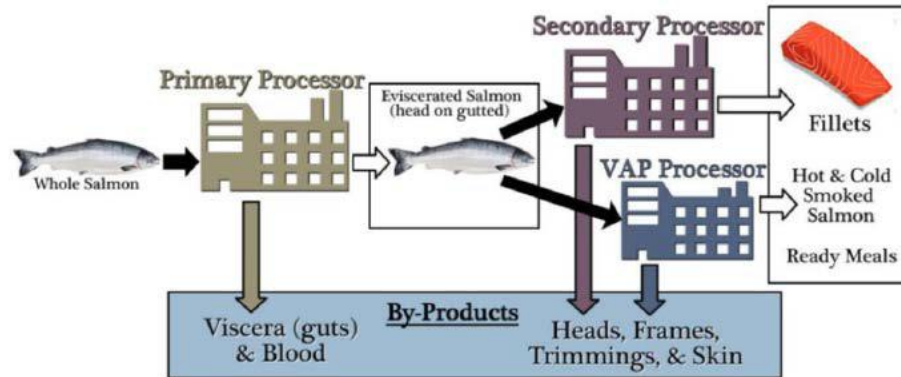 Secondary Processor
Primary Processor
Eviscerated Salmon
(head on gutted)
Fillets
Whole Salmon
VAP Processor
Hot & Cold
Smoked
Salmon
Ready Meals
By-Products
Viscera (guts)
& Blood
Heads, Frames,
Trimmings, & Skin